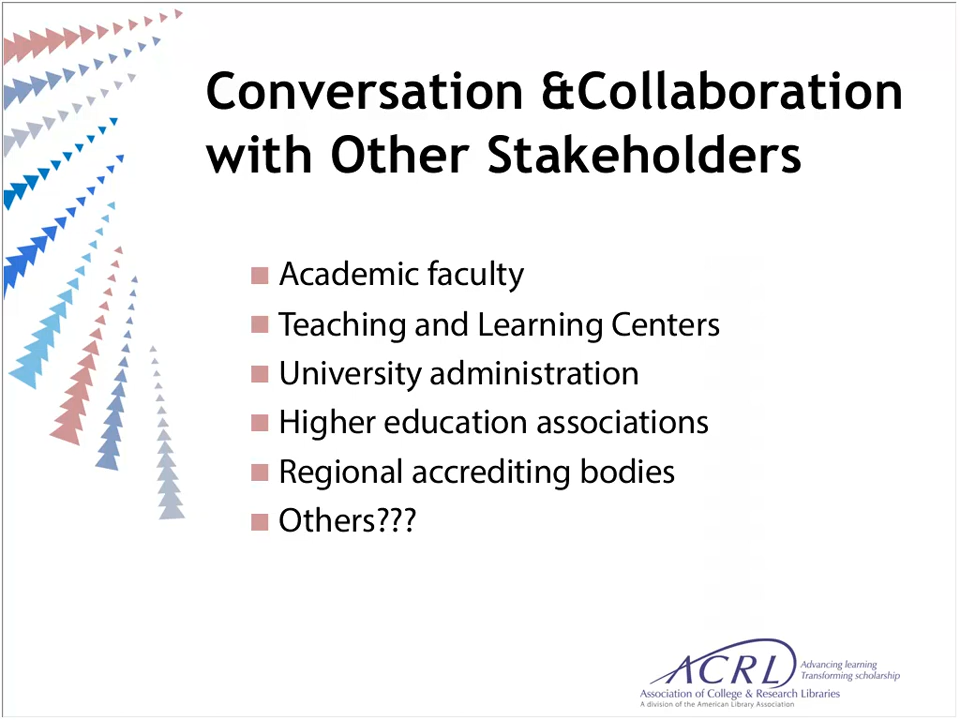 Conversation &Collaboration
with Other Stakeholders
Academic faculty
Teaching and Learning Centers
University administration
Higher education associations
Regional accrediting bodies
Others???
ACRL
Advancing learning
Transforming scholarship
Association of College & Research Libraries
A division of the American Library Association